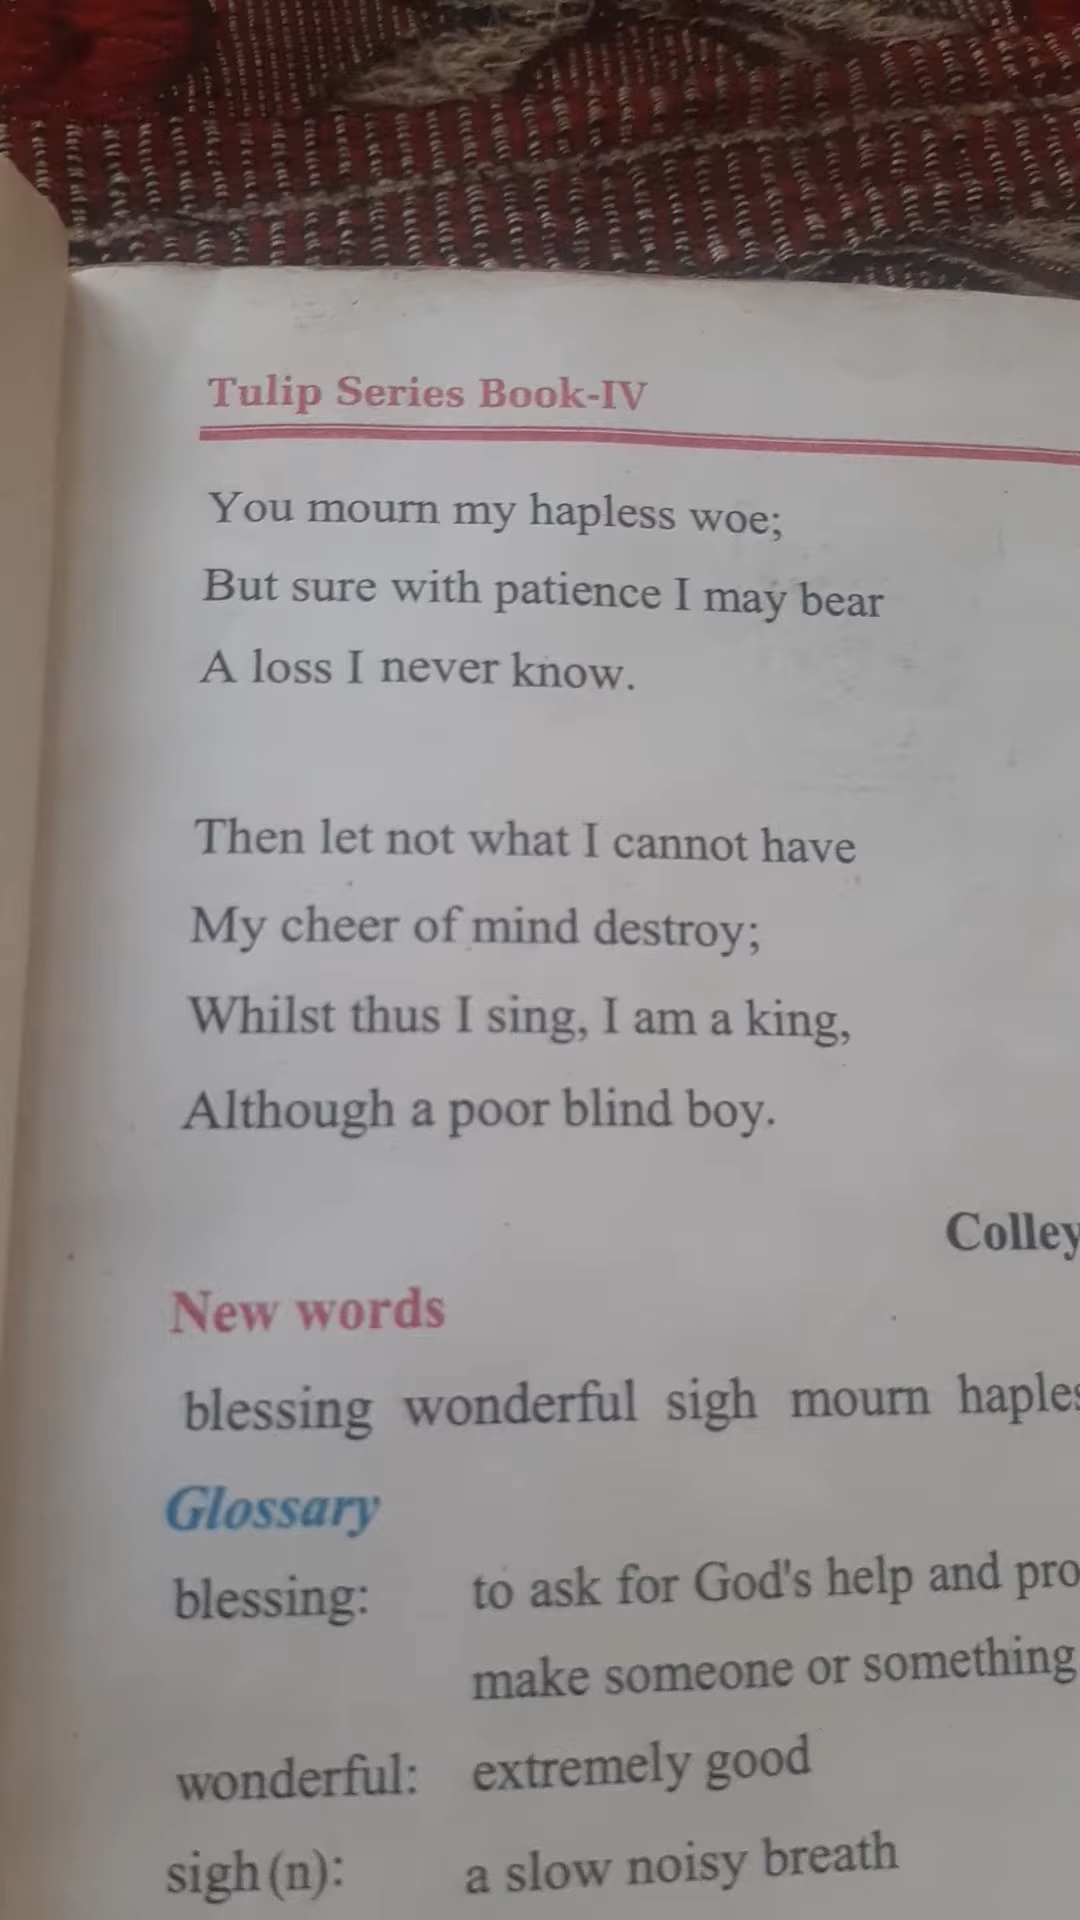 Tulip Series Book-IV
You mourn my hapless woe;
But sure with patience I may bear
A loss I never know.
Then let not what I cannot have
My cheer of mind destroy;
Whilst thus I sing, I am a king,
Although a poor blind boy.
Colley
New words
blessing wonderful sigh mourn
Glossary
blessing: to ask for God's help and
make someone or something
wonderful: extremely good
sigh (n): a slow noisy breath